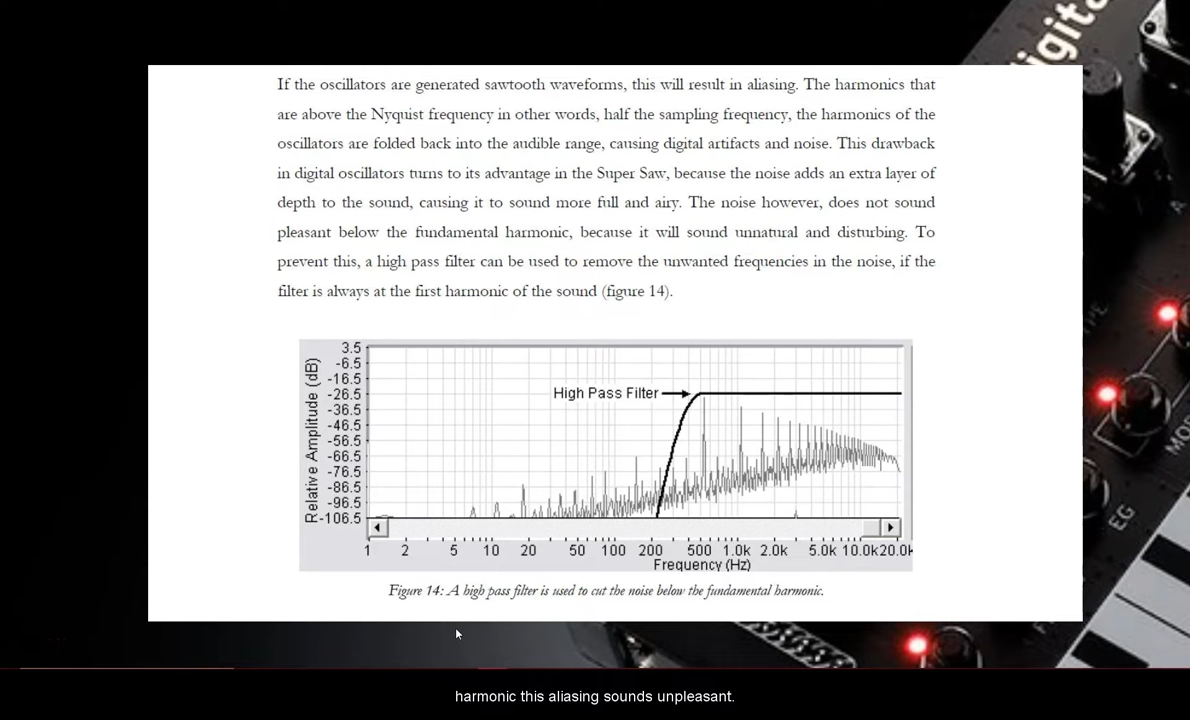 digita
If the oscillators are generated sawtooth waveforms, this will result in aliasing. The harmonics that
are above the Nyquist frequency in other words, half the sampling frequency, the harmonics of the
oscillators are folded back into the audible range, causing digital artifacts and noise. This drawback
in digital oscillators turns to its advantage in the Super Saw, because the noise adds an extra layer of
depth to the sound, causing it to sound more full and airy. The noise however, does not sound
pleasant below the fundamental harmonic, because it will sound unnatural and disturbing. To
prevent this, a high pass filter can be used to remove the unwanted frequencies in the noise, if the
filter is always at the first harmonic of the sound (figure 14).
Relative Amplitude (dB)
3.5
-6.5
-16.5
-26.5
-36.5
-46.5
-56.5
-66.5
-76.5
-86.5
-96.5
-106.5
High Pass Filter
1 2 5 10 20 50 100 200 500 1.0k 2.0k 5.0k 10.0k 20.0k
Frequency (Hz)
Figure 14: A high pass filter is used to cut the noise below the fundamental harmonic.
MO
EG
harmonic this aliasing sounds unpleasant.